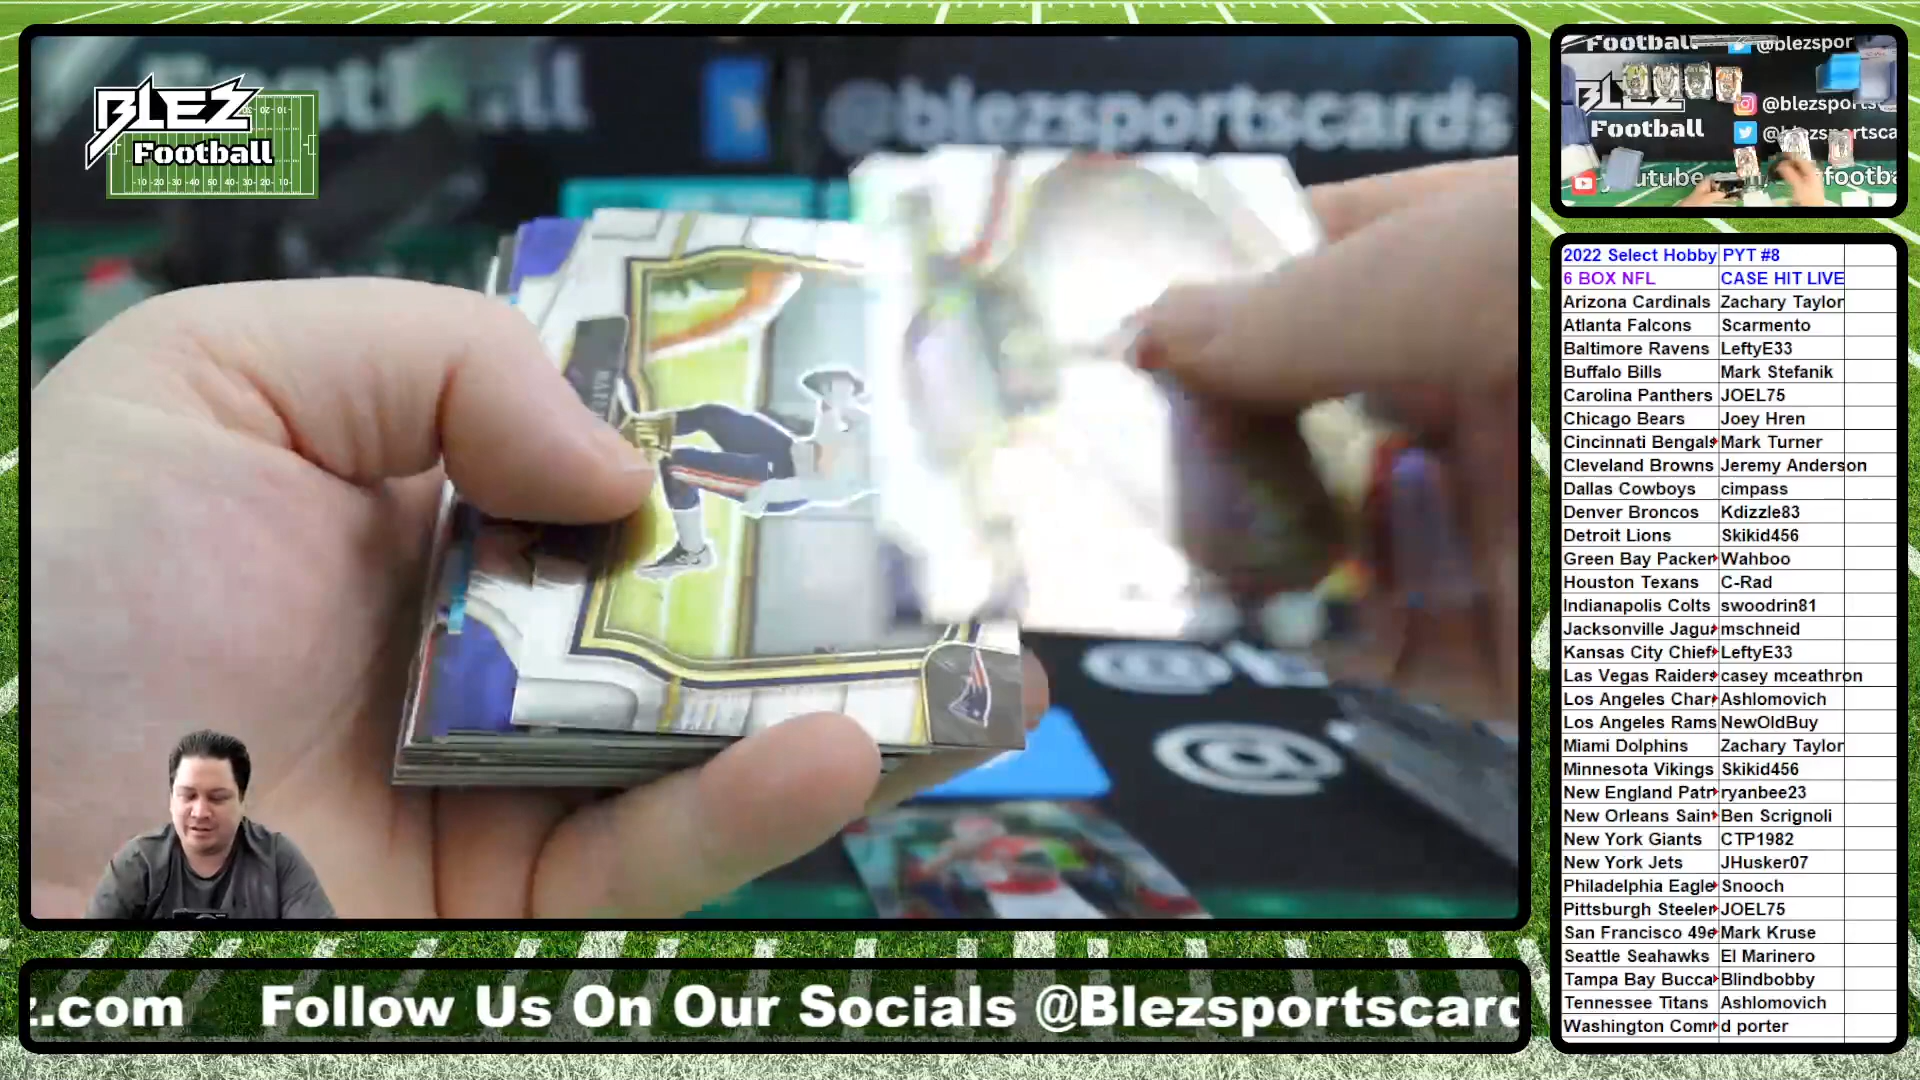 BLEZ
Football
@blezsportscards
Football
@blezspor
BLEZ
Football
@blezsports
2022 Select Hobby PYT #8
6 BOX NFL CASE HIT LIVE
Arizona Cardinals Zachary Taylor
Atlanta Falcons Scarmento
Baltimore Ravens LeftyE33
Buffalo Bills Mark Stefanik
Carolina Panthers JOEL75
Chicago Bears Joey Hren
Cincinnati Bengals Mark Turner
Cleveland Browns Jeremy Anderson
Dallas Cowboys cimpass
Denver Broncos Kdizzle83
Detroit Lions Skikid456
Green Bay Packer Wahboo
Houston Texans C-Rad
Indianapolis Colts swoodrin81
Jacksonville Jagu mschneid
Kansas City Chief LeftyE33
Las Vegas Raiders casey mceathron
Los Angeles Char Ashlomovich
Los Angeles Rams NewOldBuy
Miami Dolphins Zachary Taylor
Minnesota Vikings Skikid456
New England Patr ryanbee23
New Orleans Sain Ben Scrignoli
New York Giants CTP1982
New York Jets JHusker07
Philadelphia Eagle Snooch
Pittsburgh Steeler JOEL75
San Francisco 49e Mark Kruse
Seattle Seahawks El Marinero
Tampa Bay Bucca Blindbobby
Tennessee Titans Ashlomovich
Washington Comr d porter
z.com Follow Us On Our Socials @Blezsportscard